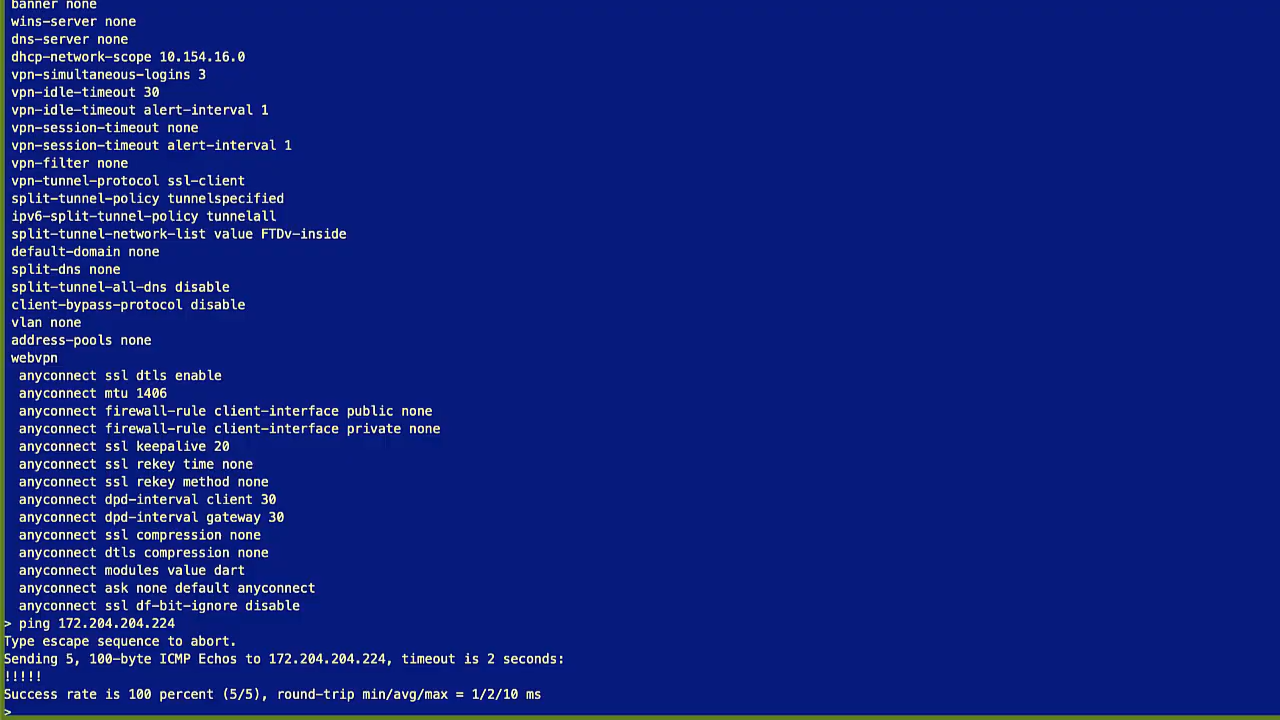 banner none
wins-server none
dns-server none
dhcp-network-scope 10.154.16.0
vpn-simultaneous-logins 3
vpn-idle-timeout 30
vpn-idle-timeout alert-interval 1
vpn-session-timeout none
vpn-session-timeout alert-interval 1
vpn-filter none
vpn-tunnel-protocol ssl-client
split-tunnel-policy tunnelspecified
ipv6-split-tunnel-policy tunnelall
split-tunnel-network-list value FTDv-inside
default-domain none
split-dns none
split-tunnel-all-dns disable
client-bypass-protocol disable
vlan none
address-pools none
webvpn
anyconnect ssl dtls enable
anyconnect mtu 1406
anyconnect firewall-rule client-interface public none
anyconnect firewall-rule client-interface private none
anyconnect ssl keepalive 20
anyconnect ssl rekey time none
anyconnect ssl rekey method none
anyconnect dpd-interval client 30
anyconnect dpd-interval gateway 30
anyconnect ssl compression none
anyconnect dtls compression none
anyconnect modules value dart
anyconnect ask none default anyconnect
anyconnect ssl df-bit-ignore disable
> ping 172.204.204.224
Type escape sequence to abort.
Sending 5, 100-byte ICMP Echos to 172.204.204.224, timeout is 2 seconds:
!!!!!
Success rate is 100 percent (5/5), round-trip min/avg/max = 1/2/10 ms
>